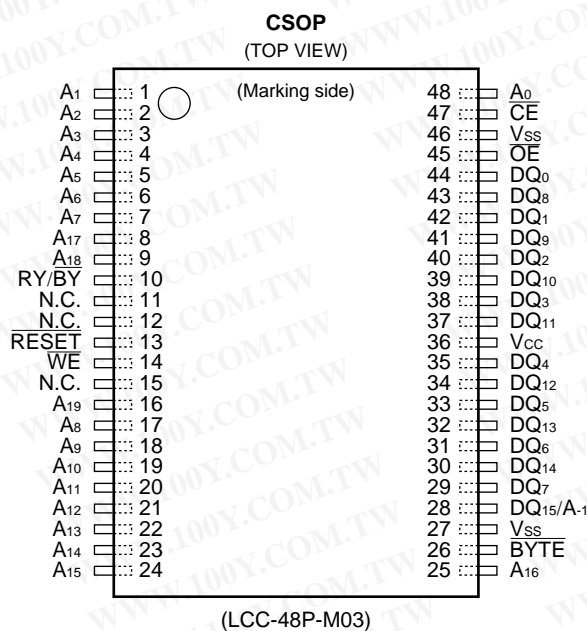 CSOP
(TOP VIEW)
(Marking side)
A1 1 48 A0
A2 2 47 CE
A3 3 46 VSS
A4 4 45 OE
A5 5 44 DQ0
A6 6 43 DQ8
A7 7 42 DQ1
A17 8 41 DQ9
A18 9 40 DQ2
RY/BY 10 39 DQ10
N.C. 11 38 DQ3
N.C. 12 37 DQ11
RESET 13 36 VCC
WE 14 35 DQ4
N.C. 15 34 DQ12
A19 16 33 DQ5
A8 17 32 DQ13
A9 18 31 DQ6
A10 19 30 DQ14
A11 20 29 DQ7
A12 21 28 DQ15/A-1
A13 22 27 VSS
A14 23 26 BYTE
A15 24 25 A16
(LCC-48P-M03)
WWW.100Y.COM.TW